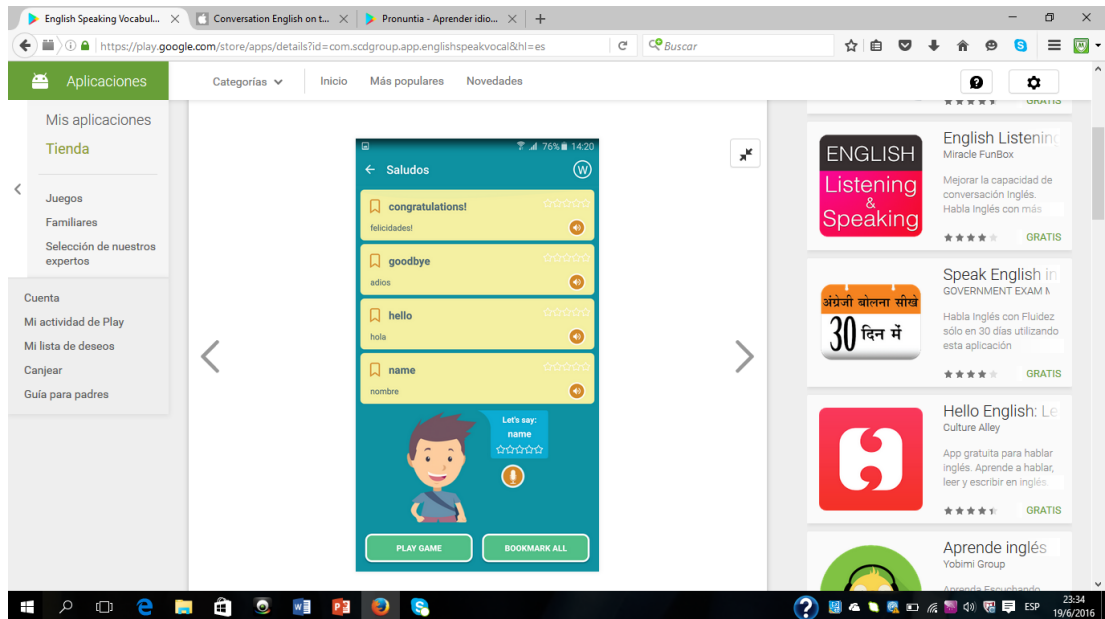 English Speaking Vocabul...
Conversation English on t...
Pronuntia - Aprender idio...
https://play.google.com/store/apps/details?id=com.scdgroup.app.englishspeakvocal&hl=es
Buscar
Aplicaciones
Categorías
Inicio
Más populares
Novedades
Mis aplicaciones
Tienda
Juegos
Familiares
Selección de nuestros
expertos
Cuenta
Mi actividad de Play
Mi lista de deseos
Canjear
Guía para padres
76% 14:20
Saludos
W
congratulations!
felicidades!
goodbye
adios
hello
hola
name
nombre
Let's say:
name
PLAY GAME
BOOKMARK ALL
GRATIS
ENGLISH
Listening
&
Speaking
English Listening
Miracle FunBox
Mejorar la capacidad de
conversación Inglés.
Habla Inglés con más
GRATIS
अंग्रेजी बोलना सीखे
30 दिन में
Speak English in
GOVERNMENT EXAM
Habla Inglés con Fluidez
sólo en 30 días utilizando
esta aplicación
GRATIS
Hello English: Le
Culture Alley
App gratuita para hablar
inglés. Aprende a hablar,
leer y escribir en inglés.
GRATIS
Aprende inglés
Yobimi Group
Aprenda Escuchando
ESP
23:34
19/6/2016